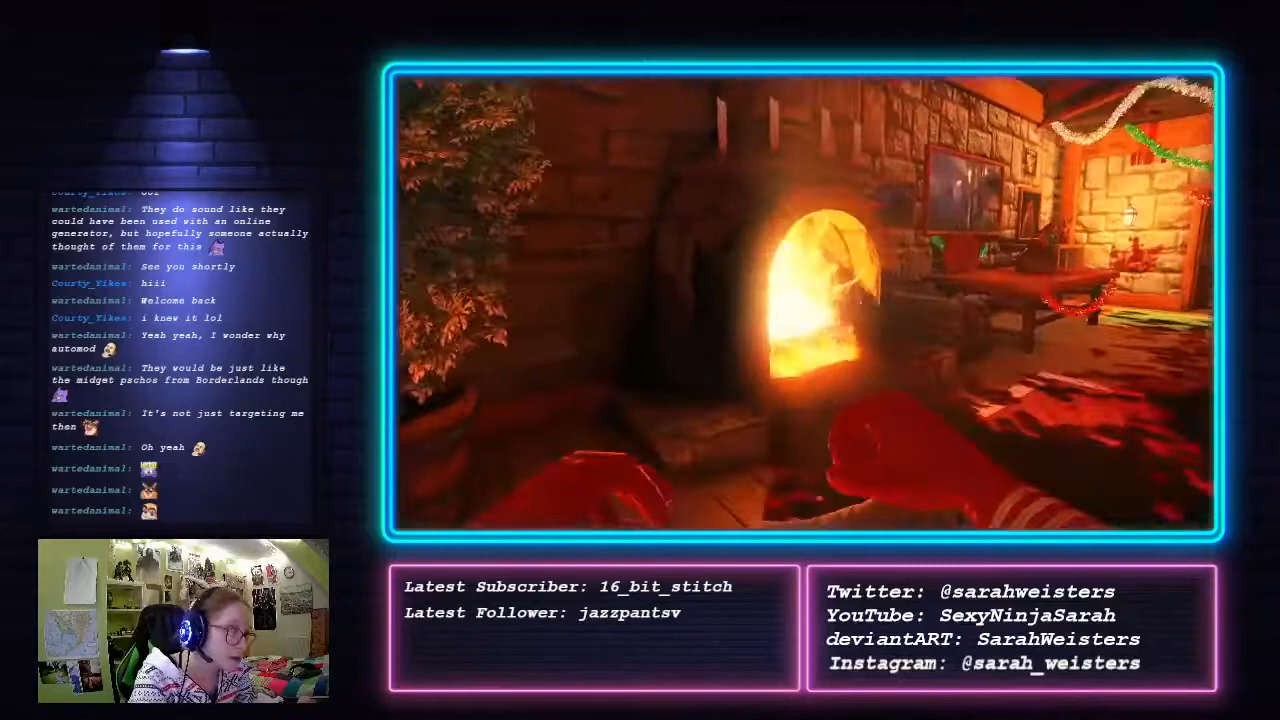 wartedanimal: They do sound like they
could have been used with an online
generator, but hopefully someone actually
thought of them for this
wartedanimal: See you shortly
Courty_Yikes: hiii
wartedanimal: Welcome back
Courty_Yikes: i knew it lol
wartedanimal: Yeah yeah, I wonder why
automod
wartedanimal: They would be just like
the midget pschos from Borderlands though
wartedanimal: It's not just targeting me
then
wartedanimal: Oh yeah
wartedanimal:
wartedanimal:
wartedanimal:
Latest Subscriber: 16_bit_stitch
Latest Follower: jazzpantsv
Twitter: @sarahweisters
YouTube: SexyNinjaSarah
deviantART: SarahWeisters
Instagram: @sarah_weisters